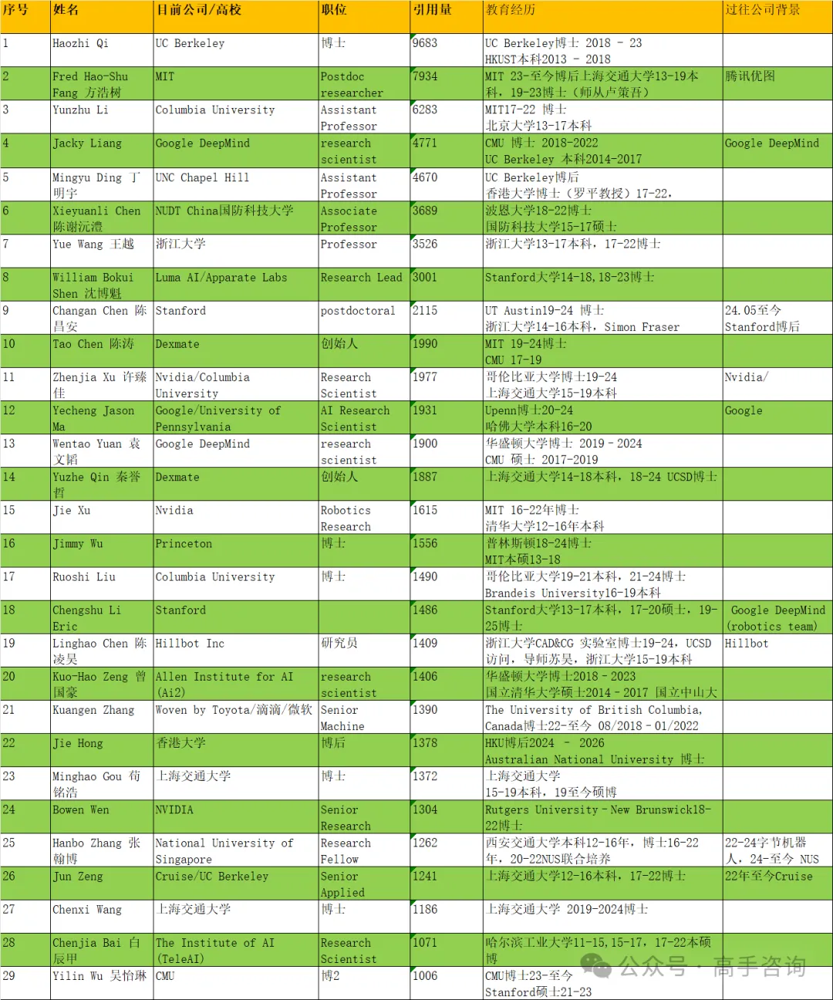 序号 姓名 目前公司/高校 职位 引用量 教育经历 过往公司背景
1 Haozhi Qi UC Berkeley 博士 9683 UC Berkeley博士 2018 - 23
HKUST本科2013 - 2018
2 Fred Hao-Shu MIT Postdoc 7934 MIT 23-至今博后上海交通大学13-19本 腾讯优图
Fang 方浩树 researcher 科，19-23博士（师从卢策吾）
3 Yunzhu Li Columbia University Assistant 6283 MIT17-22 博士
Professor 北京大学13-17本科
4 Jacky Liang Google DeepMind research 4771 CMU 博士 2018-2022 Google DeepMind
scientist UC Berkeley 本科2014-2017
5 Mingyu Ding 丁 UNC Chapel Hill Assistant 4670 UC Berkeley博后
明宇 Professor 香港大学博士（罗平教授）17-22，
6 Xieyuanli Chen NUDT China国防科技大学 Associate 3689 波恩大学18-22博士
陈谢沅澧 Professor 国防科技大学15-17硕士
7 Yue Wang 王越 浙江大学 Professor 3526 浙江大学13-17本科，17-22博士
8 William Bokui Luma AI/Apparate Labs Research Lead 3001 Stanford大学14-18,18-23博士
Shen 沈博魁
9 Changan Chen 陈 Stanford postdoctoral 2115 UT Austin19-24 博士 24.05至今
昌安 浙江大学14-16本科，Simon Fraser Stanford博后
10 Tao Chen 陈涛 Dexmate 创始人 1990 MIT 19-24博士
CMU 17-19
11 Zhenjia Xu 许臻 Nvidia/Columbia Research 1977 哥伦比亚大学博士19-24 Nvidia/
佳 University Scientist 上海交通大学15-19本科
12 Yecheng Jason Google/University of AI Research 1931 Upenn博士20-24 Google
Ma Pennsylvania Scientist 哈佛大学本科16-20
13 Wentao Yuan 袁 Google DeepMind research 1900 华盛顿大学博士 2019–2024
文韬 scientist CMU 硕士 2017-2019
14 Yuzhe Qin 秦誉 Dexmate 创始人 1887 上海交通大学14-18本科，18-24 UCSD博士
哲
15 Jie Xu Nvidia Robotics 1615 MIT 16-22年博士
Research 清华大学12-16年本科
16 Jimmy Wu Princeton 博士 1556 普林斯顿18-24博士
MIT本硕13-18
17 Ruoshi Liu Columbia University 博士 1490 哥伦比亚大学19-21本科，21-24博士
Brandeis University16-19本科
18 Chengshu Li Stanford 1486 Stanford大学13-17本科，17-20硕士，19- Google DeepMind
Eric 25博士 (robotics team)
19 Linghao Chen 陈 Hillbot Inc 研究员 1409 浙江大学CAD&CG 实验室博士19-24，UCSD Hillbot
凌昊 访问，导师苏昊，浙江大学15-19本科
20 Kuo-Hao Zeng 曾 Allen Institute for AI research 1406 华盛顿大学博士2018–2023
国豪 (Ai2) scientist 国立清华大学硕士2014–2017 国立中山大
21 Kuangen Zhang Woven by Toyota/滴滴/微软 Senior 1390 The University of British Columbia,
Machine Canada博士22-至今 08/2018–01/2022
22 Jie Hong 香港大学 博后 1378 HKU博后2024 – 2026
Australian National University 博士
23 Minghao Gou 苟 上海交通大学 博士 1372 上海交通大学
铭浩 15-19本科，19至今硕博
24 Bowen Wen NVIDIA Senior 1304 Rutgers University–New Brunswick18-
Research 22博士
25 Hanbo Zhang 张 National University of Research 1262 西安交通大学本科12-16年，博士16-22 22-24字节机器
翰博 Singapore Fellow 年，20-22NUS联合培养 人，24-至今 NUS
26 Jun Zeng Cruise/UC Berkeley Senior 1241 上海交通大学12-16本科，17-22博士 22年至今Cruise
Applied
27 Chenxi Wang 上海交通大学 博士 1186 上海交通大学 2019-2024博士
28 Chenjia Bai 白 The Institute of AI Research 1071 哈尔滨工业大学11-15,15-17，17-22本硕
辰甲 (TeleAI) Scientist 博
29 Yilin Wu 吴怡琳 CMU 博2 1006 CMU博士23-至今
Stanford硕士21-23
公众号·高手咨询